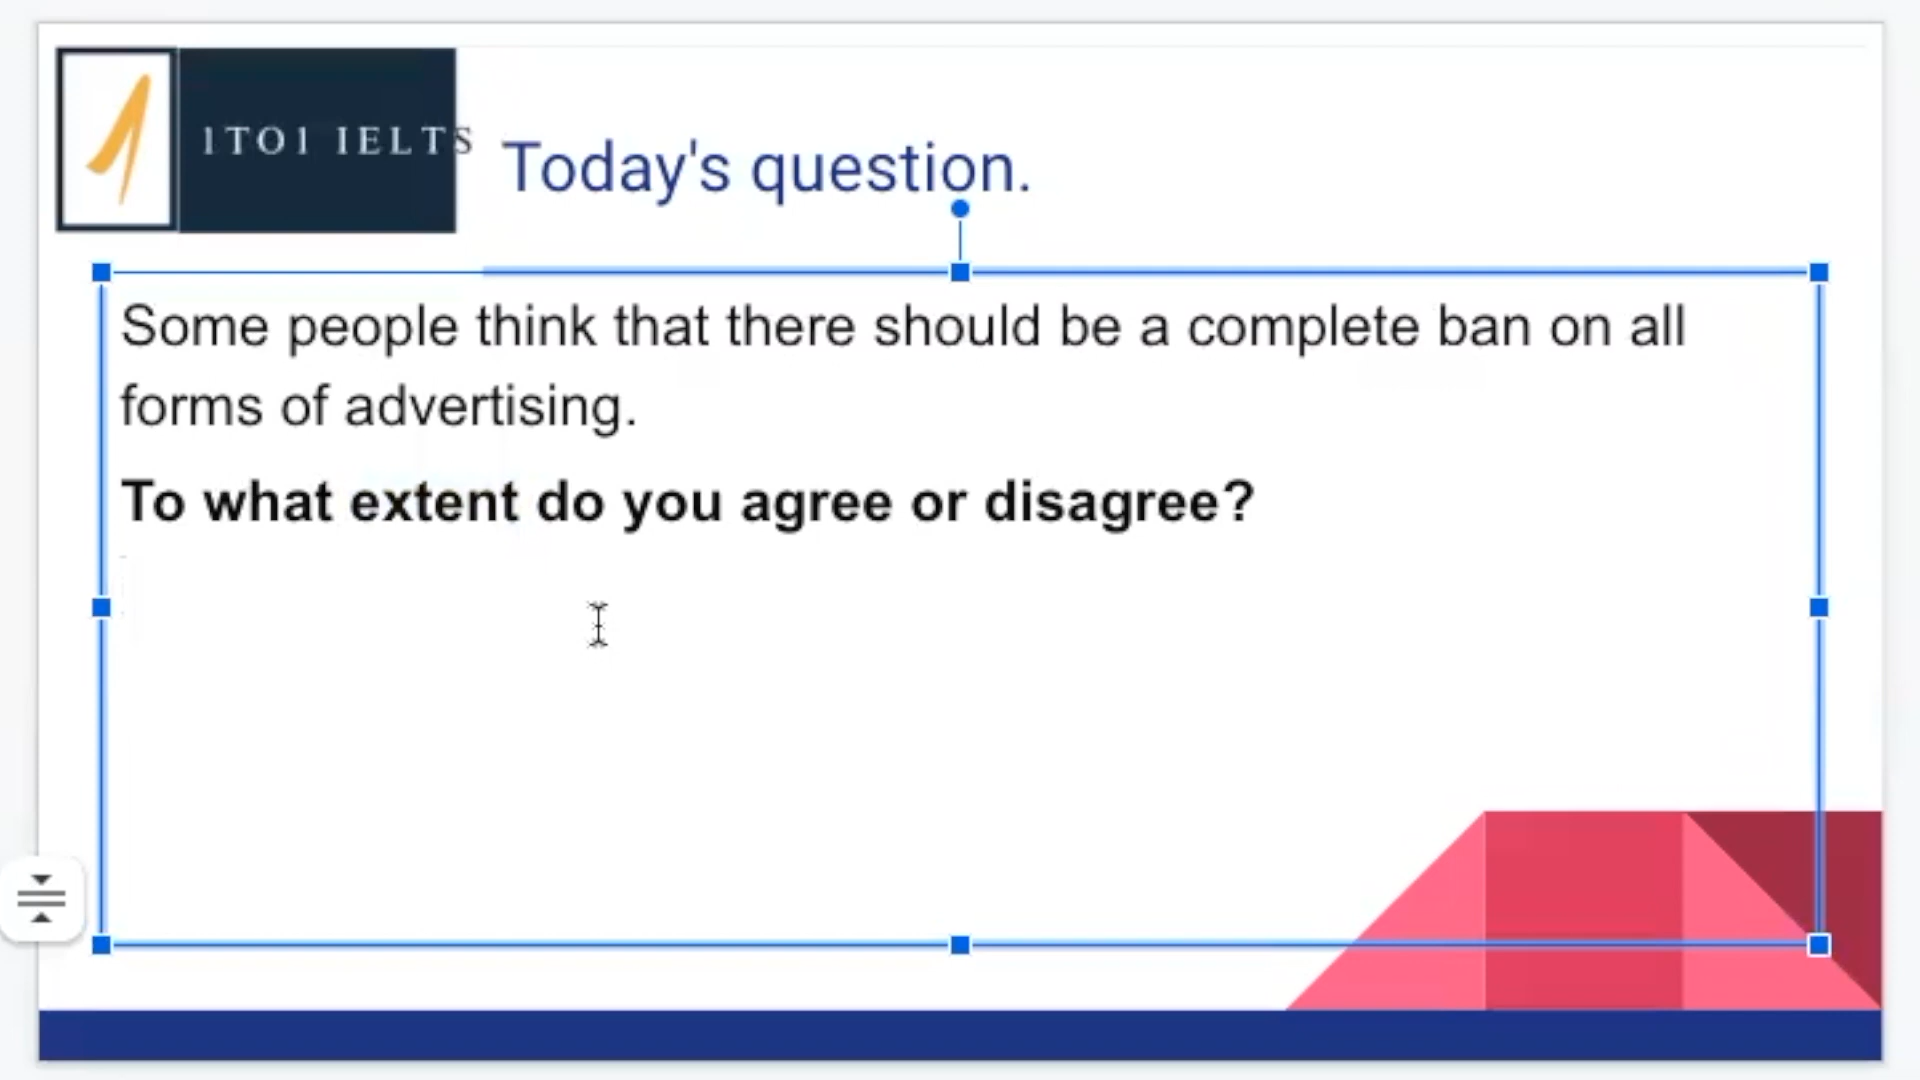 1TO1 IELTS
Today's question.
Some people think that there should be a complete ban on all
forms of advertising.
To what extent do you agree or disagree?